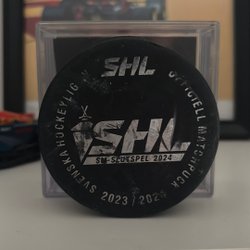 SHL
SHL
SM-SLUTSPEL 2024
SVENSKA HOCKEYLIGAN 2023/2024 OFFICIELL MATCHPUCK